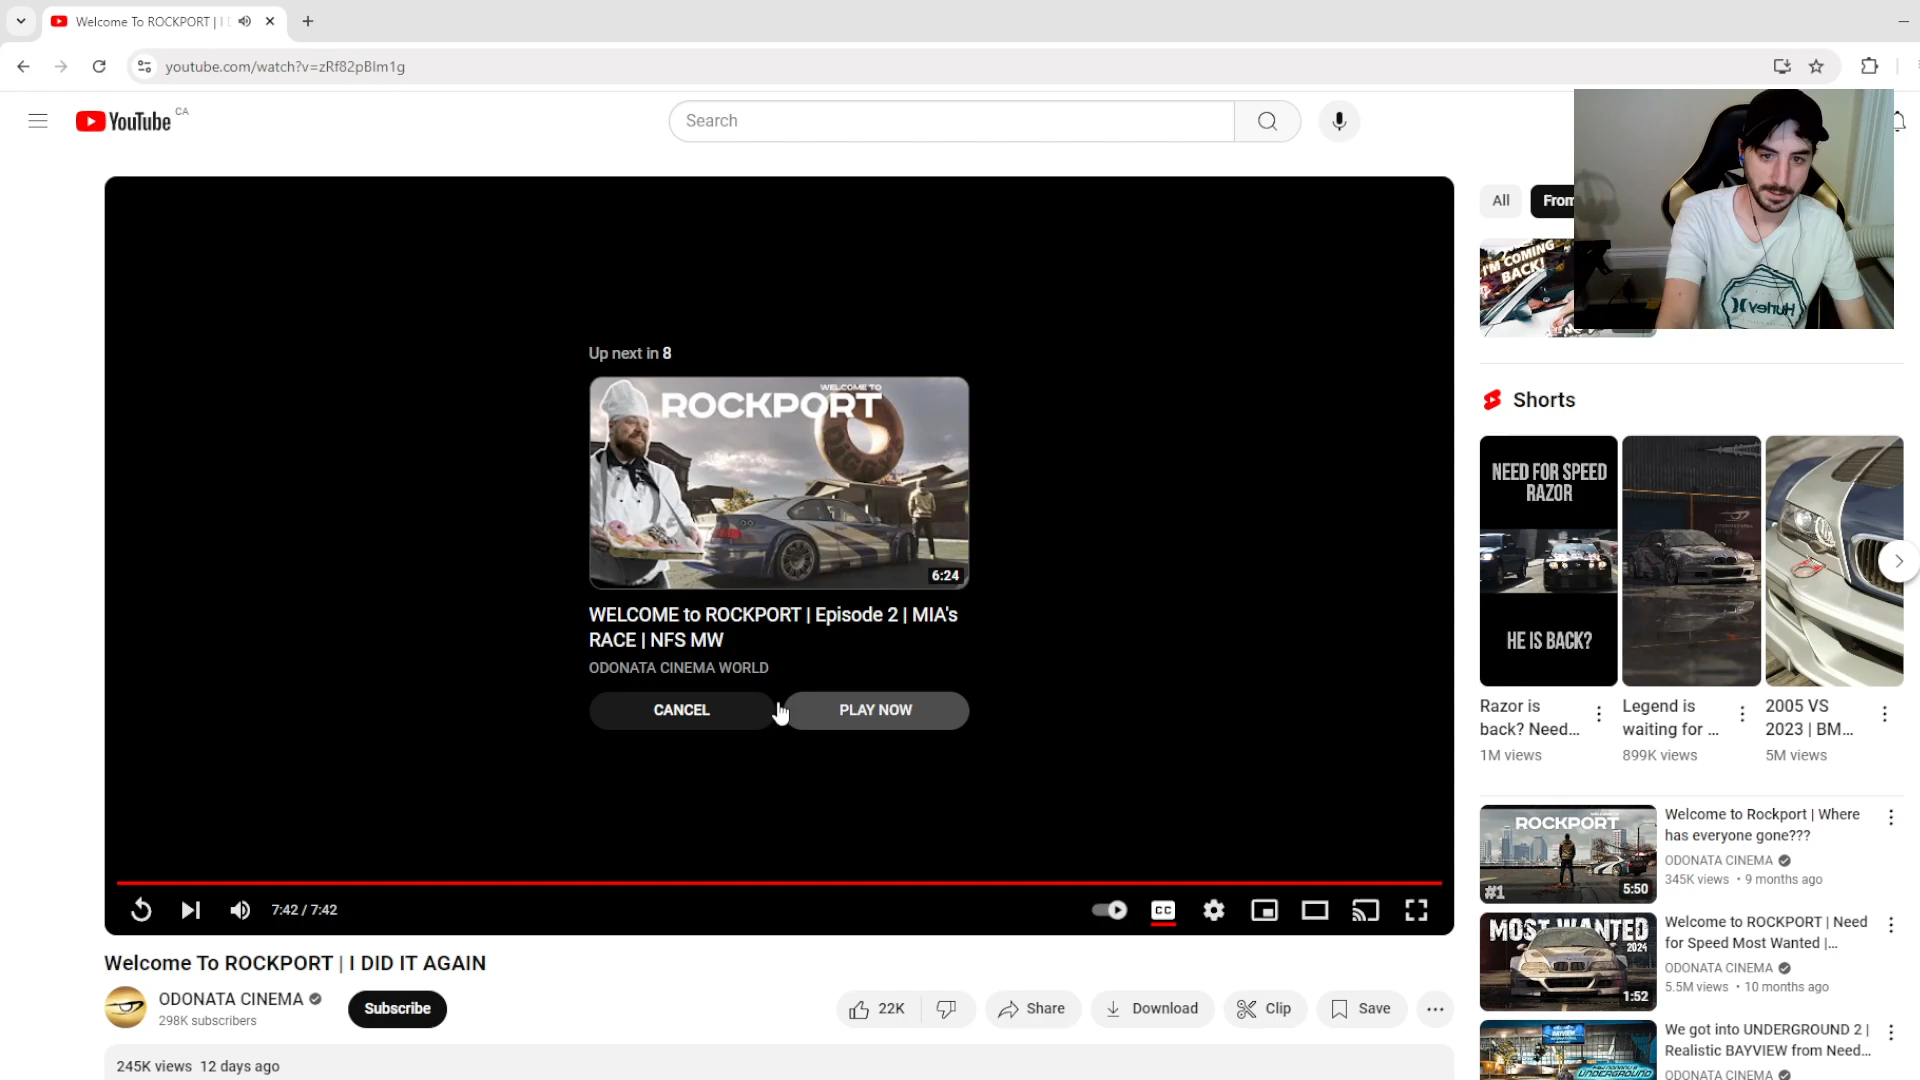 Welcome To ROCKPORT | I
youtube.com/watch?v=zRf82pBIm1g
YouTube CA
Search
All
From
I'M COMING
BACK!
Hurley
Up next in 8
WELCOME TO
ROCKPORT
6:24
WELCOME to ROCKPORT | Episode 2 | MIA's
RACE | NFS MW
ODONATA CINEMA WORLD
CANCEL
PLAY NOW
7:42 / 7:42
CC
Welcome To ROCKPORT | I DID IT AGAIN
ODONATA CINEMA
298K subscribers
Subscribe
22K
Share
Download
Clip
Save
245K views 12 days ago
Shorts
NEED FOR SPEED
RAZOR
HE IS BACK?
Razor is
back? Need...
1M views
Legend is
waiting for ...
899K views
2005 VS
2023 | BM...
5M views
ROCKPORT
#1
5:50
Welcome to Rockport | Where
has everyone gone???
ODONATA CINEMA
345K views • 9 months ago
MOST WANTED
2024
1:52
Welcome to ROCKPORT | Need
for Speed Most Wanted |...
ODONATA CINEMA
5.5M views • 10 months ago
BAYVIEW
UNDERGROUND
We got into UNDERGROUND 2 |
Realistic BAYVIEW from Need...
ODONATA CINEMA